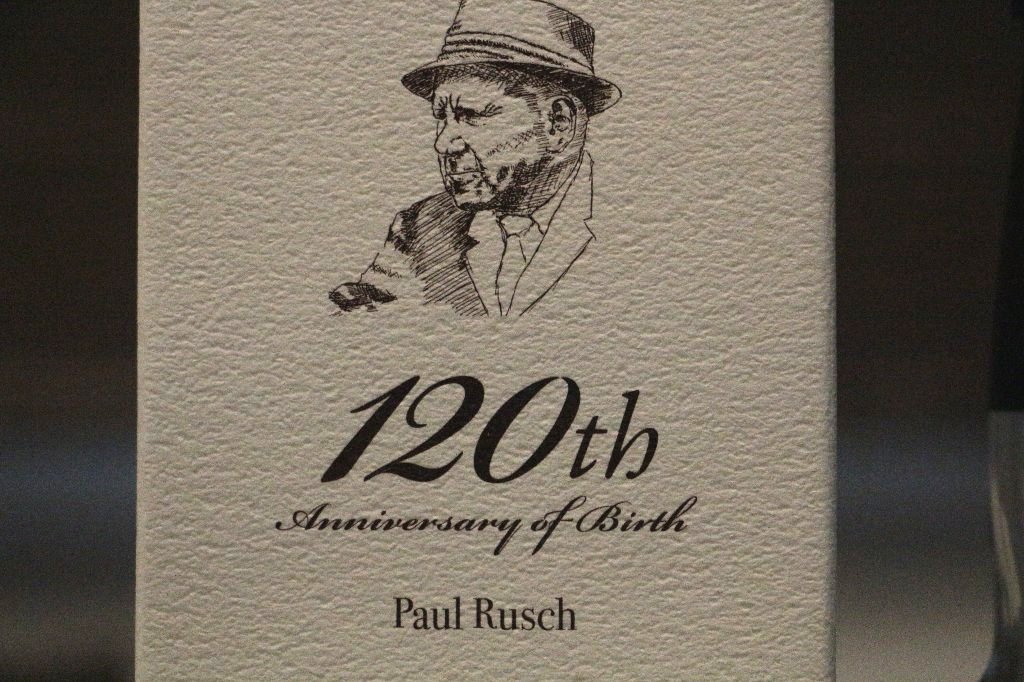 120th
Anniversary of Birth
Paul Rusch